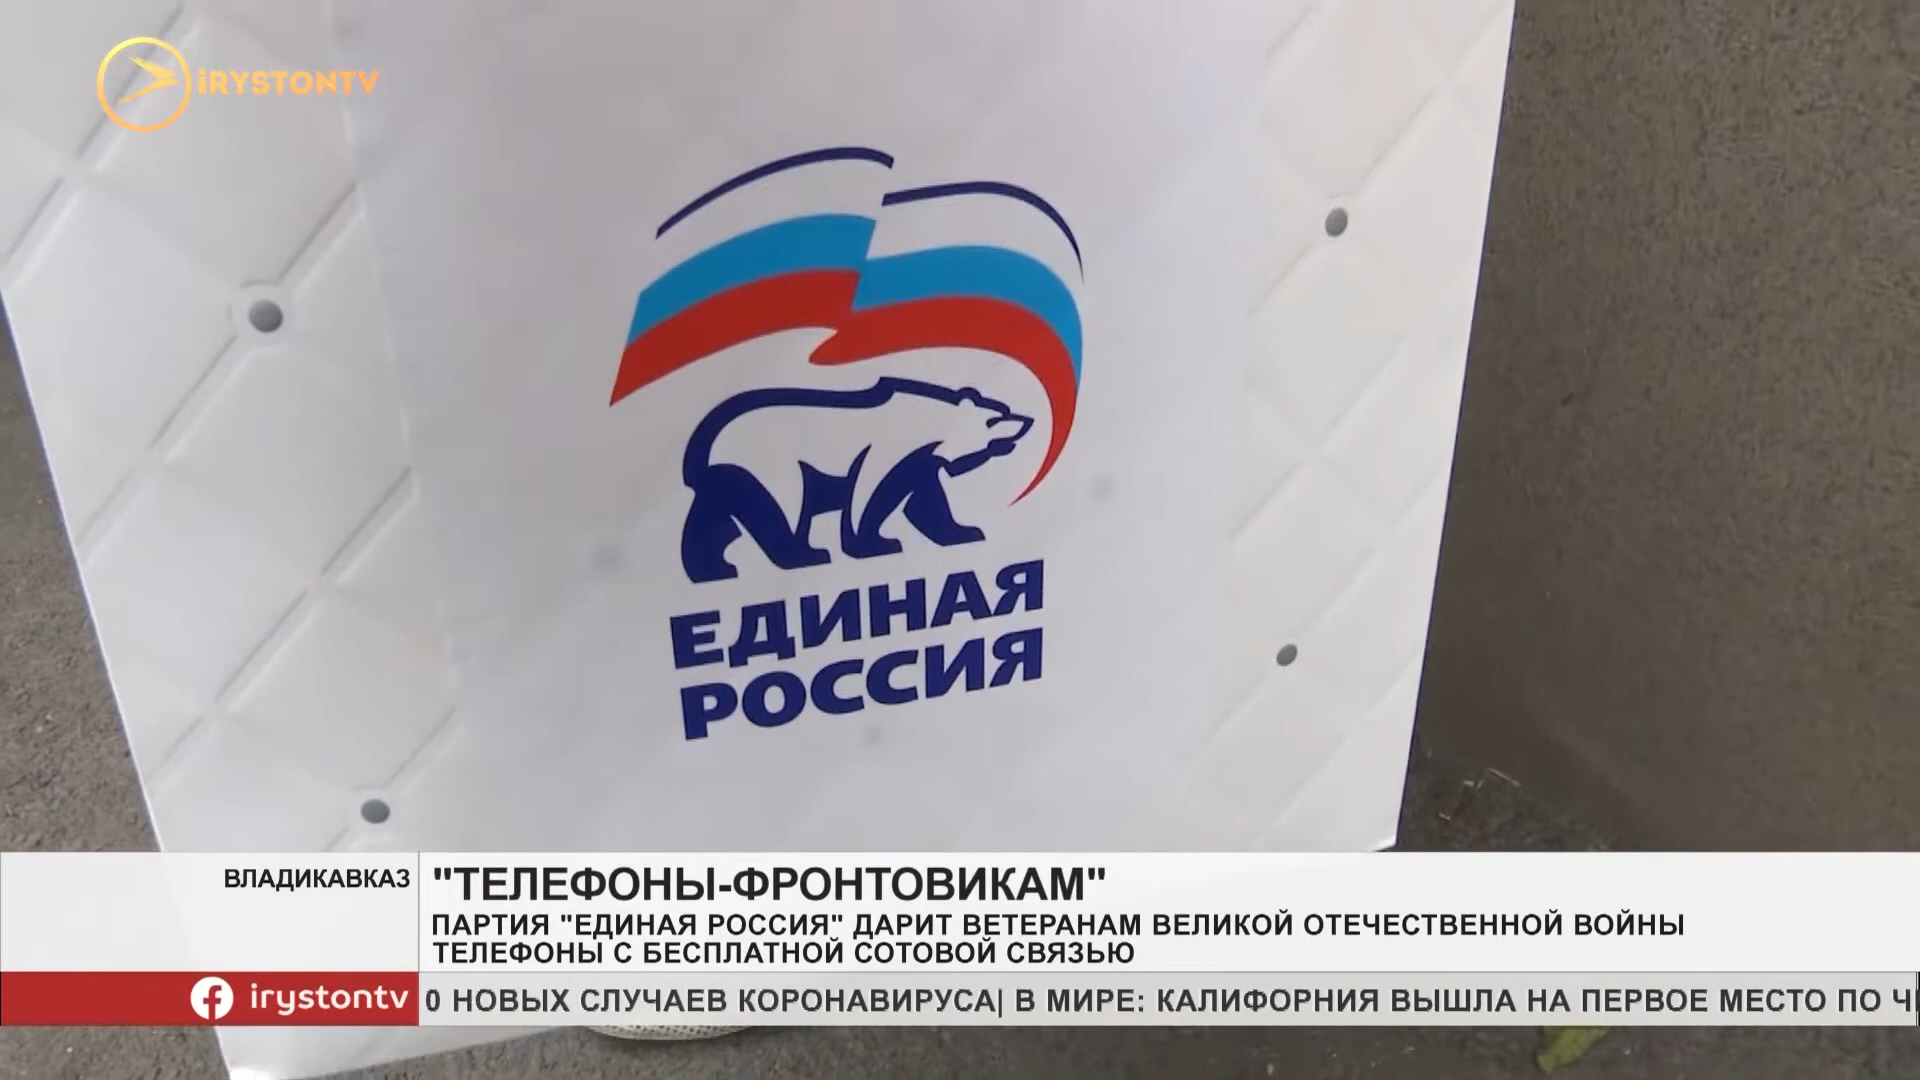 iRYSTONTV
ЕДИНАЯ
РОССИЯ
ВЛАДИКАВКАЗ
"ТЕЛЕФОНЫ-ФРОНТОВИКАМ"
ПАРТИЯ "ЕДИНАЯ РОССИЯ" ДАРИТ ВЕТЕРАНАМ ВЕЛИКОЙ ОТЕЧЕСТВЕННОЙ ВОЙНЫ
ТЕЛЕФОНЫ С БЕСПЛАТНОЙ СОТОВОЙ СВЯЗЬЮ
irystontv
0 НОВЫХ СЛУЧАЕВ КОРОНАВИРУСА| В МИРЕ: КАЛИФОРНИЯ ВЫШЛА НА ПЕРВОЕ МЕСТО ПО